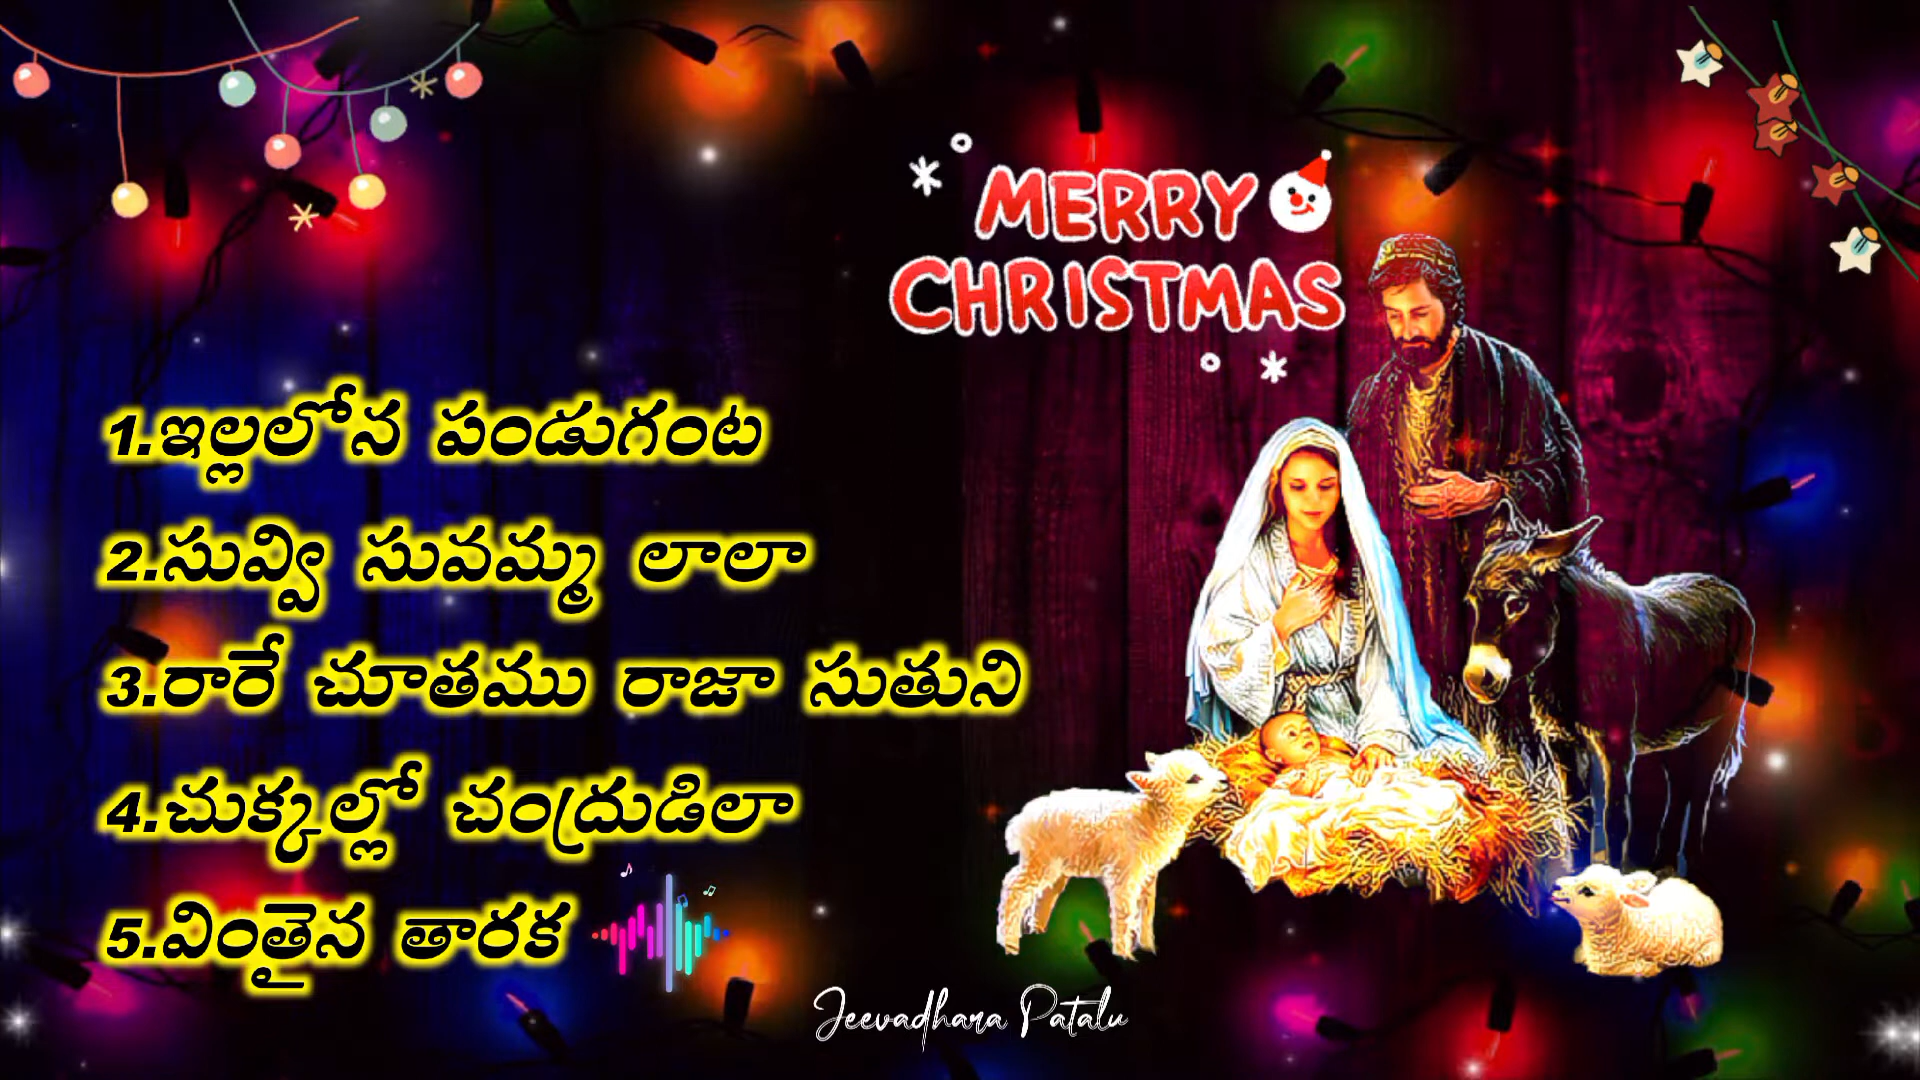 MERRY
CHRISTMAS
1.ఇల్లలోన పండుగంట
2.సువ్వి సువమ్మ లాలా
3.రారే చూతము రాజా సుతుని
4.చుక్కల్లో చంద్రుడిలా
5.వింతైన తారక
Jeevadhara Patalu